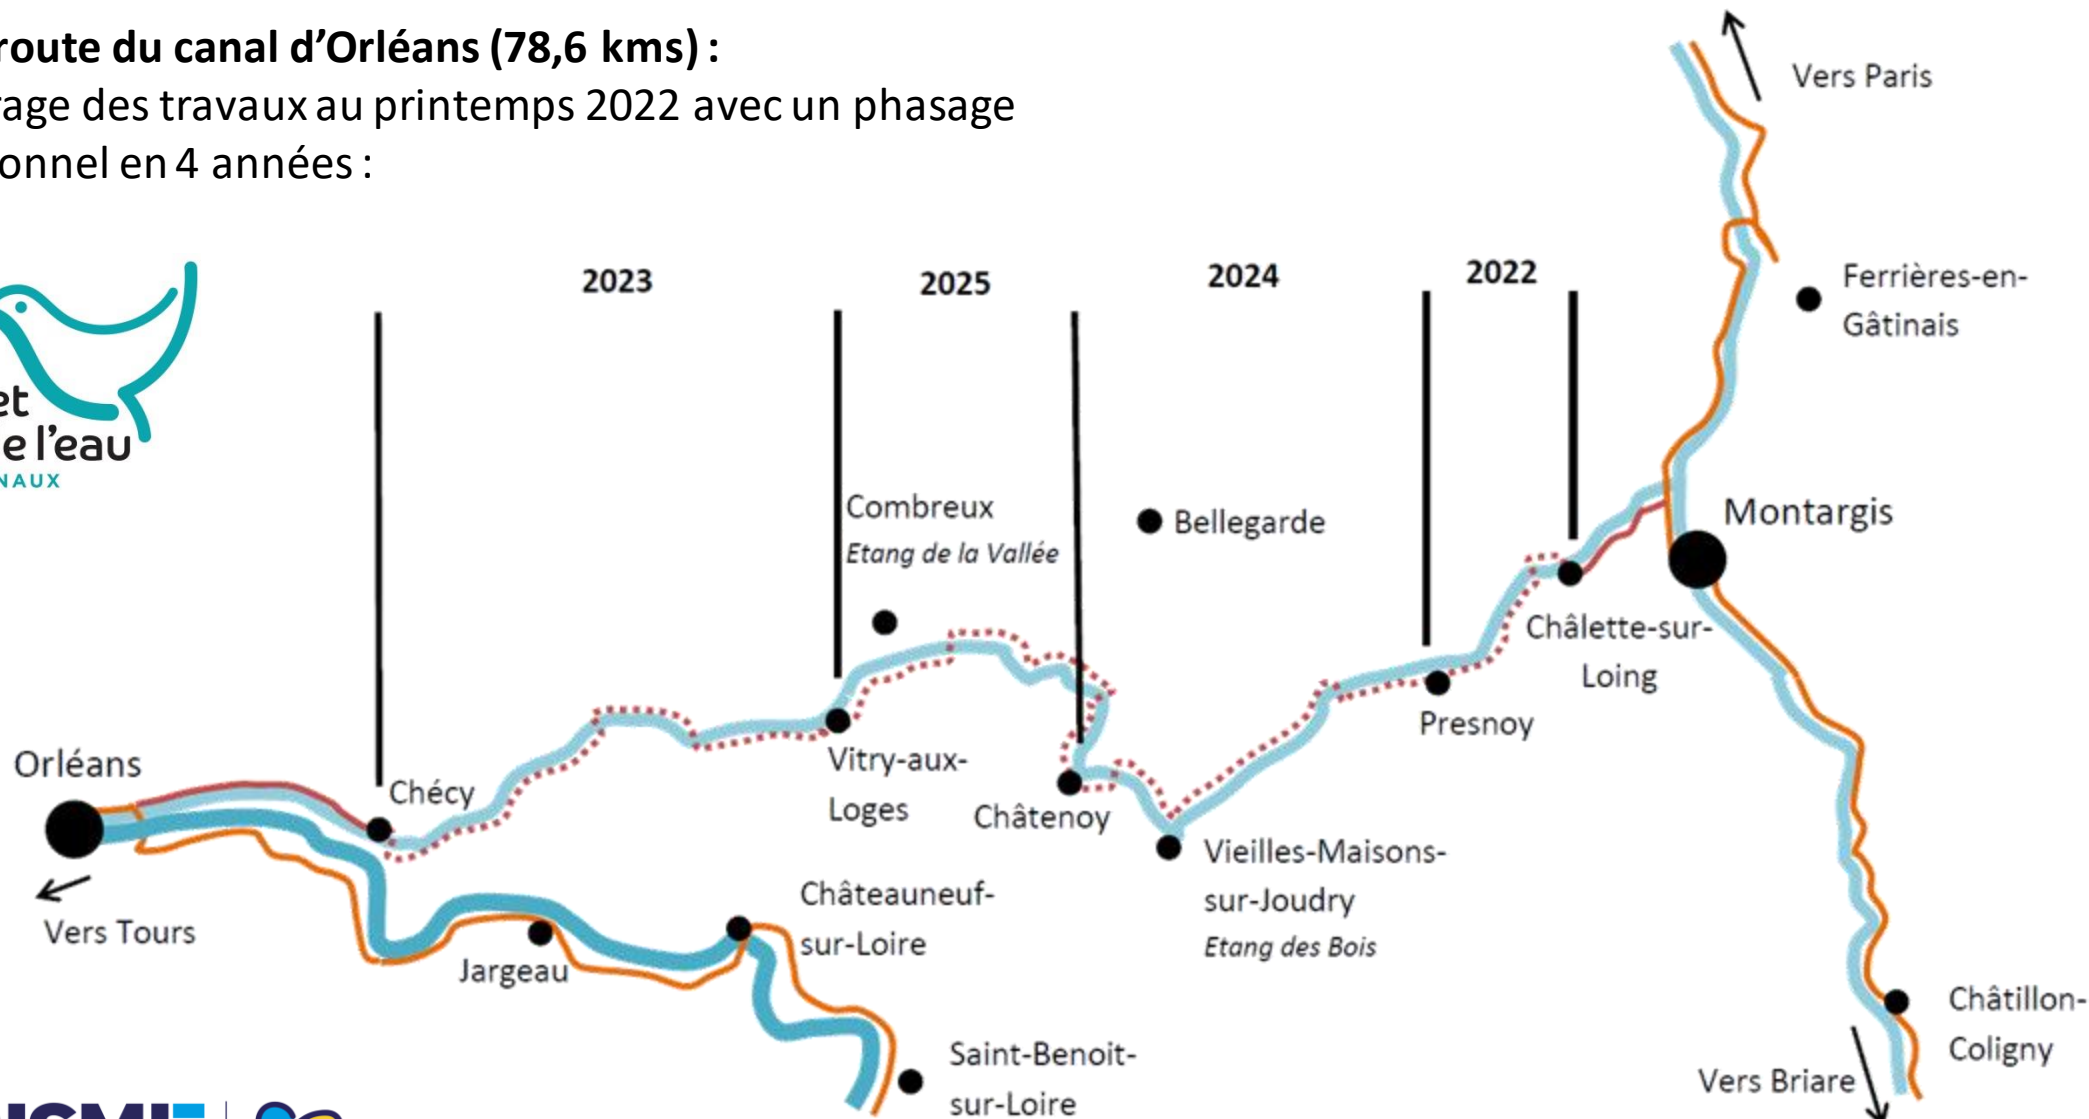 route du canal d'Orléans (78,6 kms) :
rage des travaux au printemps 2022 avec un phasage
onnel en 4 années :
Vers Paris
2023
2025
2024
2022
Ferrières-en-
Gâtinais
et
e l'eau
NAUX
Combreux
Etang de la Vallée
Bellegarde
Montargis
Châlette-sur-
Loing
Presnoy
Orléans
Chécy
Vitry-aux-
Loges
Châtenoy
Vieilles-Maisons-
sur-Joudry
Etang des Bois
Vers Tours
Châteauneuf-
sur-Loire
Jargeau
Châtillon-
Coligny
Saint-Benoit-
sur-Loire
Vers Briare